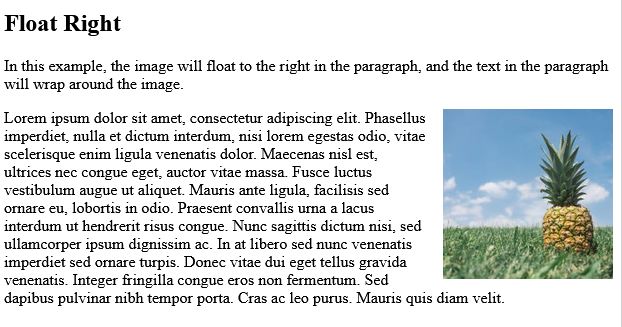 Float Right
In this example, the image will float to the right in the paragraph, and the text in the paragraph
will wrap around the image.
Lorem ipsum dolor sit amet, consectetur adipiscing elit. Phasellus
imperdiet, nulla et dictum interdum, nisi lorem egestas odio, vitae
scelerisque enim ligula venenatis dolor. Maecenas nisl est,
ultrices nec congue eget, auctor vitae massa. Fusce luctus
vestibulum augue ut aliquet. Mauris ante ligula, facilisis sed
ornare eu, lobortis in odio. Praesent convallis urna a lacus
interdum ut hendrerit risus congue. Nunc sagittis dictum nisi, sed
ullamcorper ipsum dignissim ac. In at libero sed nunc venenatis
imperdiet sed ornare turpis. Donec vitae dui eget tellus gravida
venenatis. Integer fringilla congue eros non fermentum. Sed
dapibus pulvinar nibh tempor porta. Cras ac leo purus. Mauris quis diam velit.